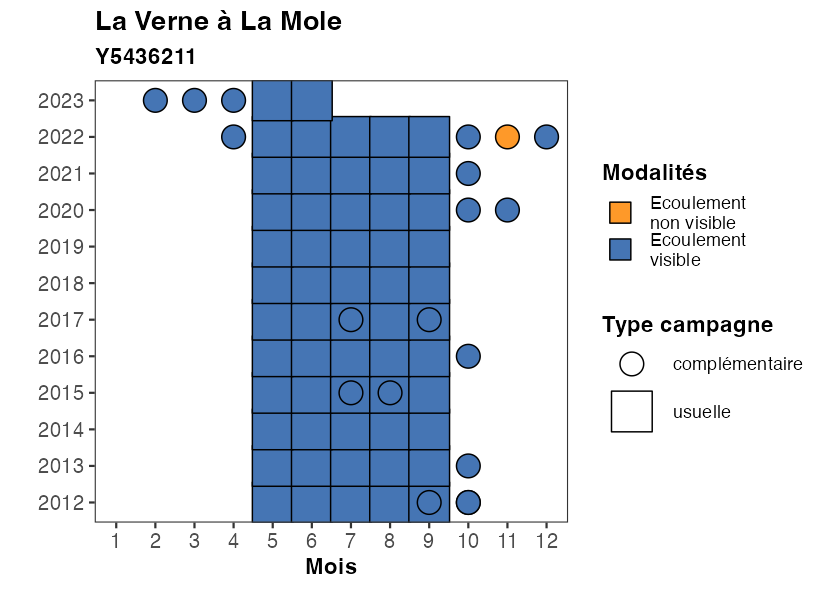 La Verne à La Mole
Y5436211
2023
2022
2021
2020
2019
2018
2017
2016
2015
2014
2013
2012
1 2 3 4 5 6 7 8 9 10 11 12
Mois
Modalités
Ecoulement
non visible
Ecoulement
visible
Type campagne
complémentaire
usuelle